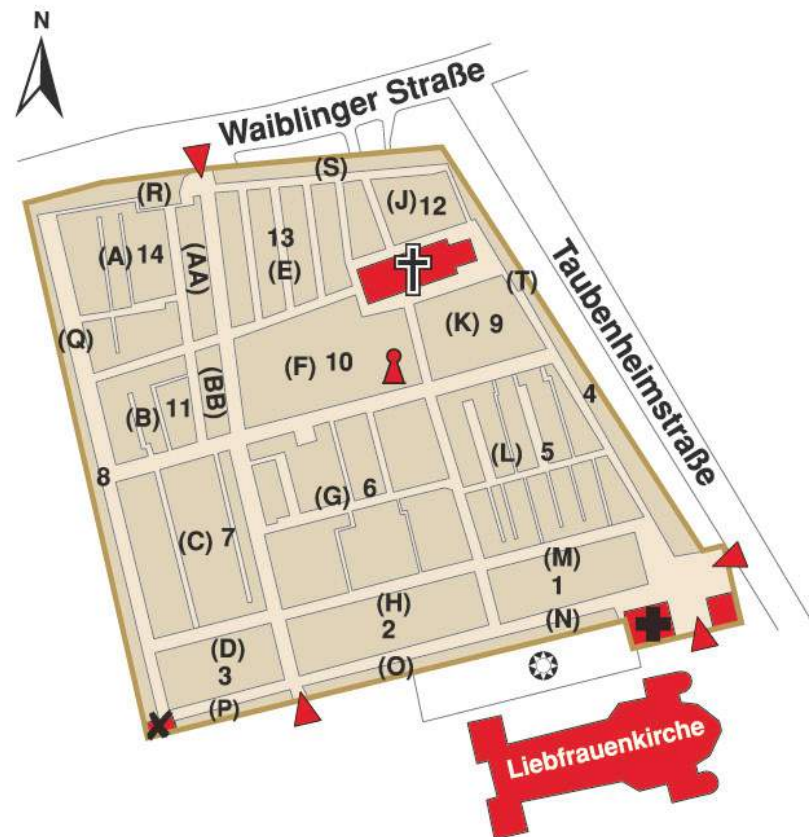 N
Waiblinger Straße
(S)
(R)
(J) 12
13
(A) 14
(AA)
(E)
Taubenheimstraße
(T)
(Q)
(K) 9
(F) 10
(BB)
4
11
(B)
(L) 5
8
(G) 6
(C) 7
(M)
1
(H)
2
(N)
(D)
3
(O)
(P)
Liebfrauenkirche